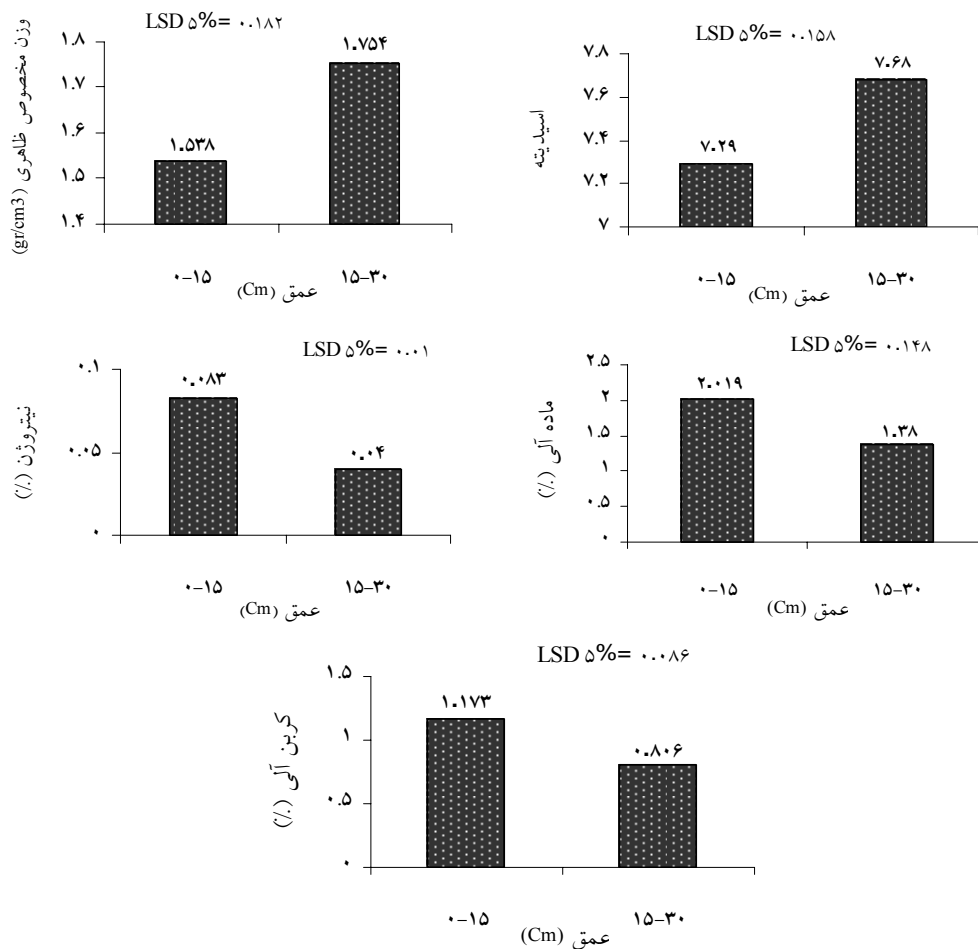 LSD ۵%= ۰.۱۸۲
وزن مخصوص ظاهری (gr/cm3)
۱.۸
۱.۷
۱.۶
۱.۵
۱.۴
۱.۵۳۸
۱.۷۵۴
۰-۱۵
۱۵-۳۰
عمق (Cm)
LSD ۵%= ۰.۱۵۸
اسیدیته
۷.۸
۷.۶
۷.۴
۷.۲
۷
۷.۲۹
۷.۶۸
۰-۱۵
۱۵-۳۰
عمق (Cm)
LSD ۵%= ۰.۰۱
نیتروژن (٪)
۰.۱
۰.۰۵
۰
۰.۰۸۳
۰.۰۴
۰-۱۵
۱۵-۳۰
عمق (Cm)
LSD ۵%= ۰.۱۴۸
ماده آلی (٪)
۲.۵
۲
۱.۵
۱
۰.۵
۰
۲.۰۱۹
۱.۳۸
۰-۱۵
۱۵-۳۰
عمق (Cm)
LSD ۵%= ۰.۰۸۶
کربن آلی (٪)
۱.۵
۱
۰.۵
۰
۱.۱۷۳
۰.۸۰۶
۰-۱۵
۱۵-۳۰
عمق (Cm)